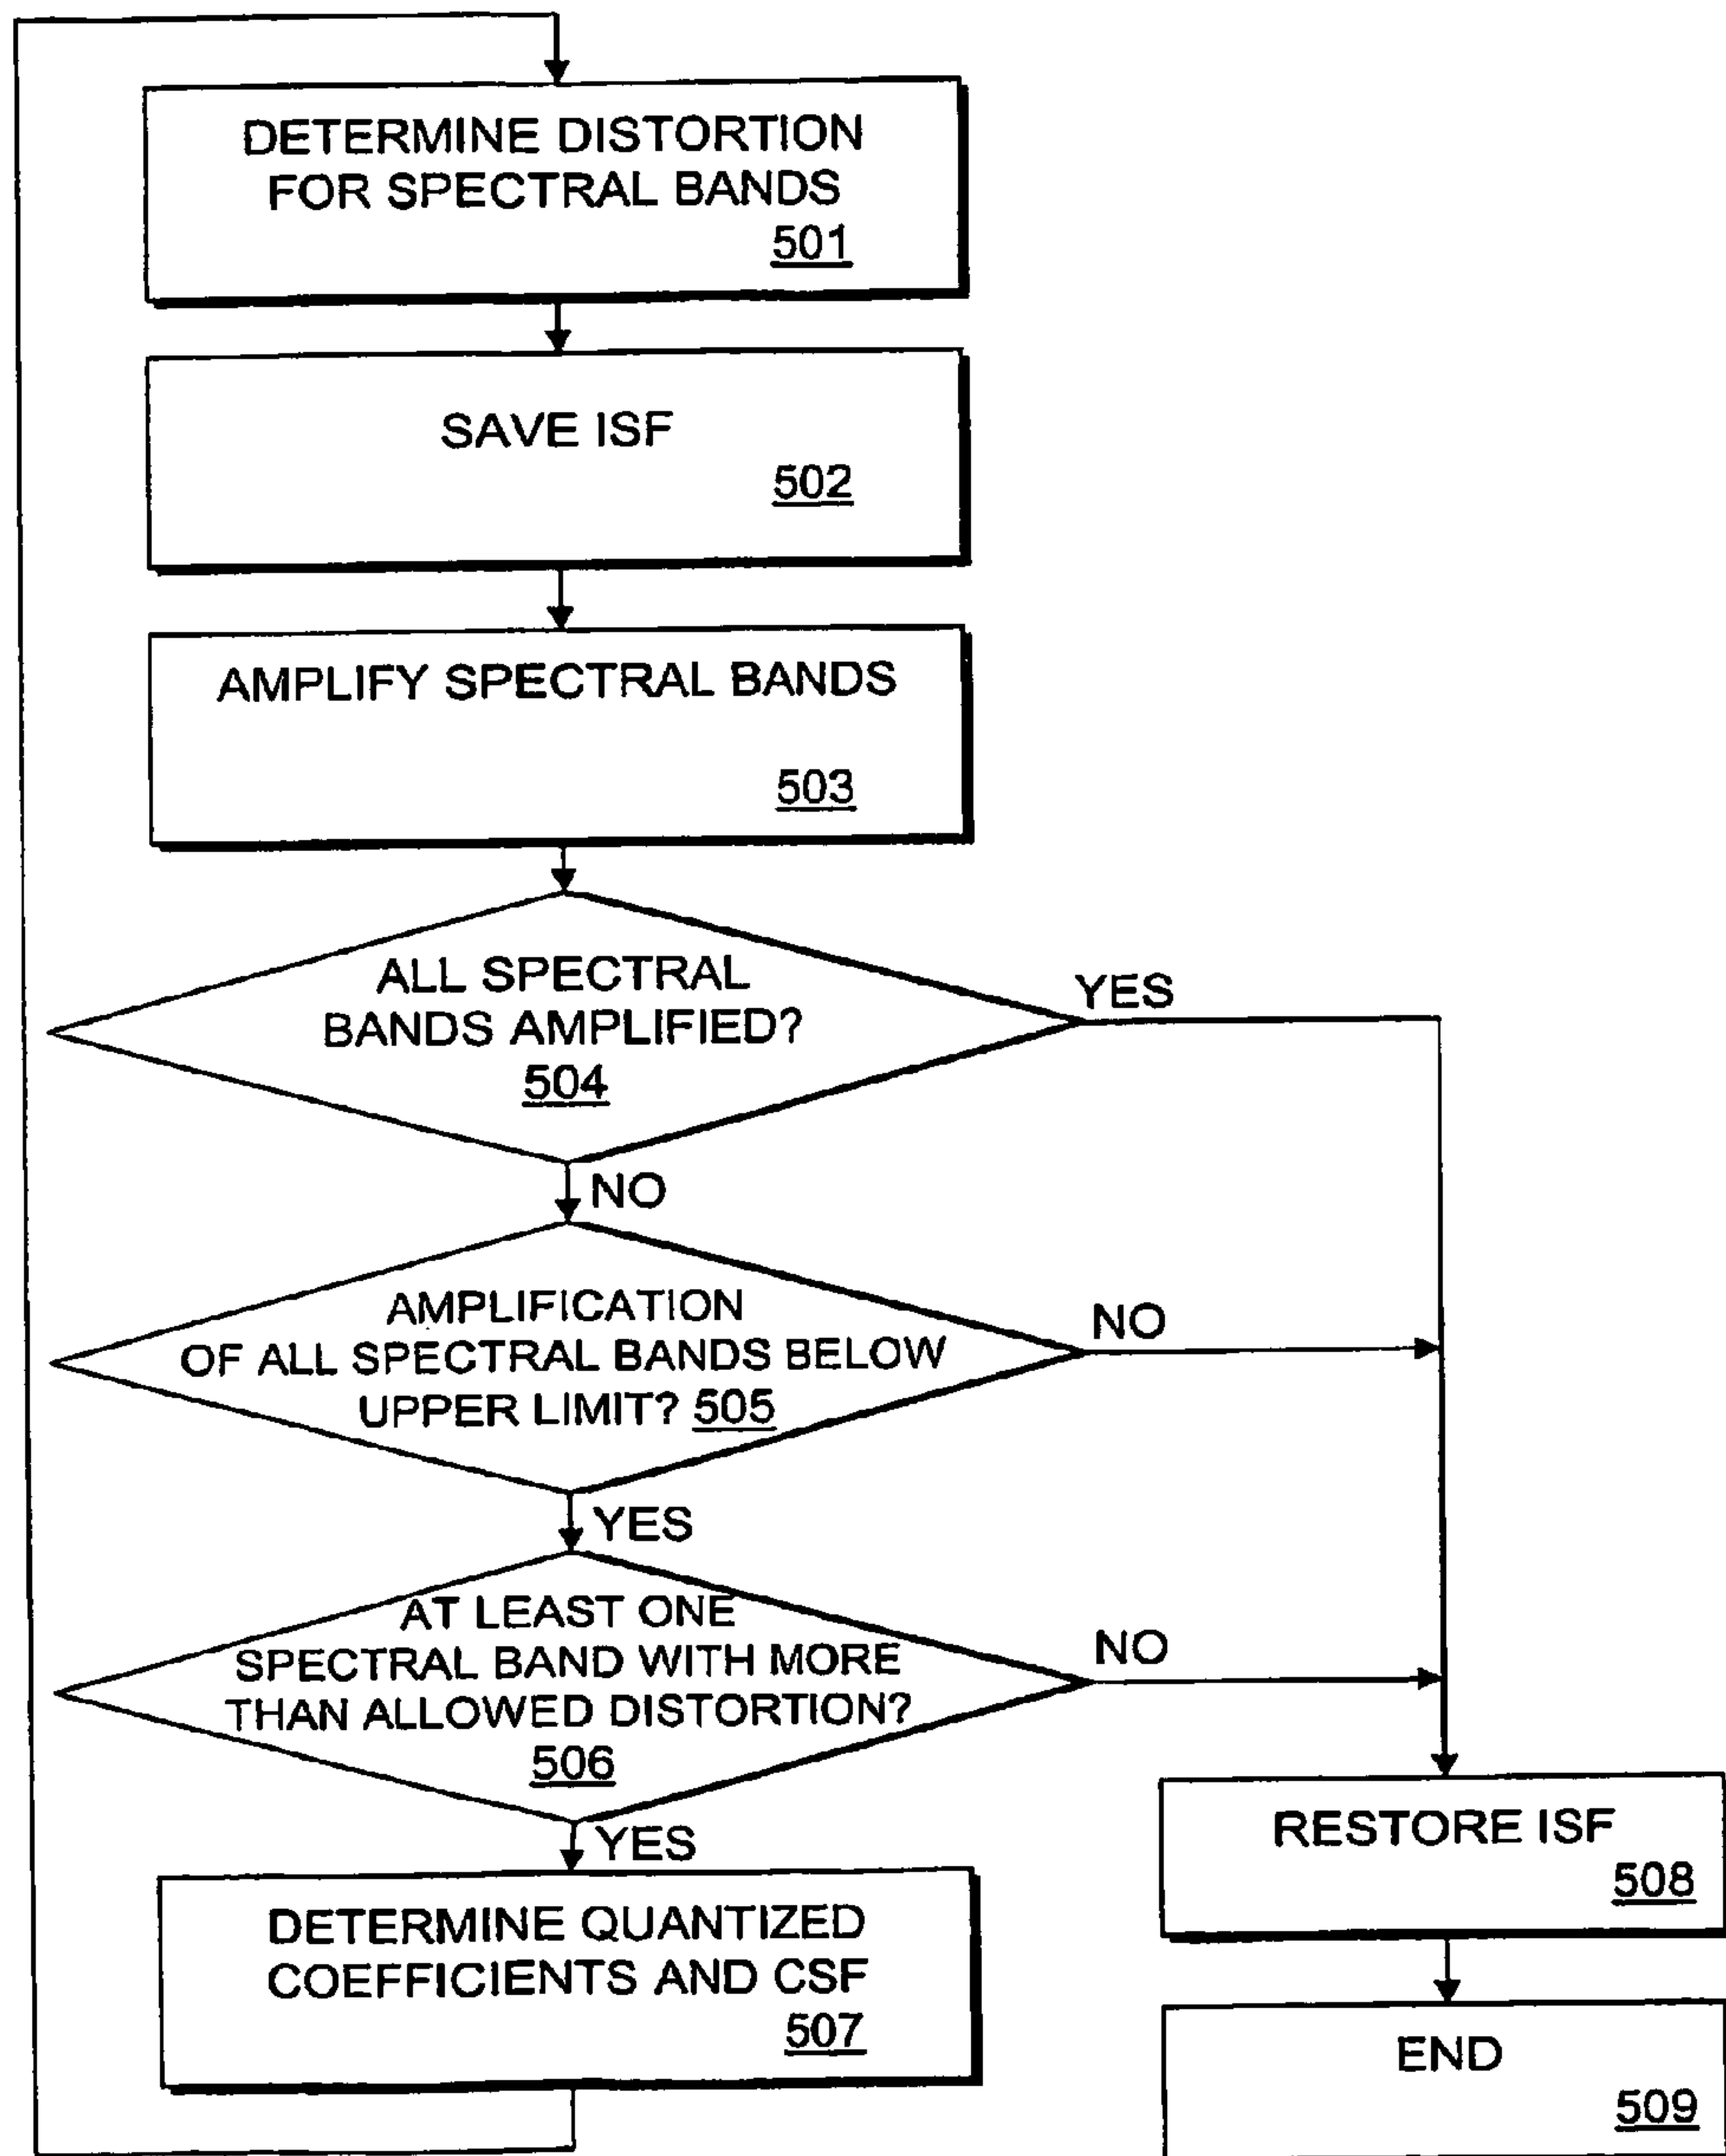 DETERMINE DISTORTION
FOR SPECTRAL BANDS
501
SAVE ISF
502
AMPLIFY SPECTRAL BANDS
503
ALL SPECTRAL
BANDS AMPLIFIED?
504
YES
NO
AMPLIFICATION
OF ALL SPECTRAL BANDS BELOW
UPPER LIMIT? 505
NO
YES
AT LEAST ONE
SPECTRAL BAND WITH MORE
THAN ALLOWED DISTORTION?
506
NO
YES
DETERMINE QUANTIZED
COEFFICIENTS AND CSF
507
RESTORE ISF
508
END
509